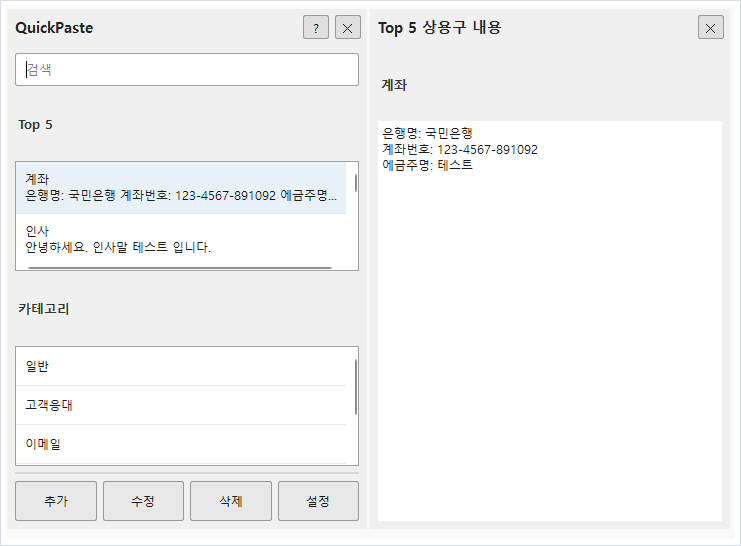 QuickPaste
?
검색
Top 5
계좌
은행명: 국민은행 계좌번호: 123-4567-891092 에금주명...
인사
안녕하세요. 인사말 테스트 입니다.
카테고리
일반
고객응대
이메일
추가 수정 삭제 설정
Top 5 상용구 내용
계좌
은행명: 국민은행
계좌번호: 123-4567-891092
에금주명: 테스트